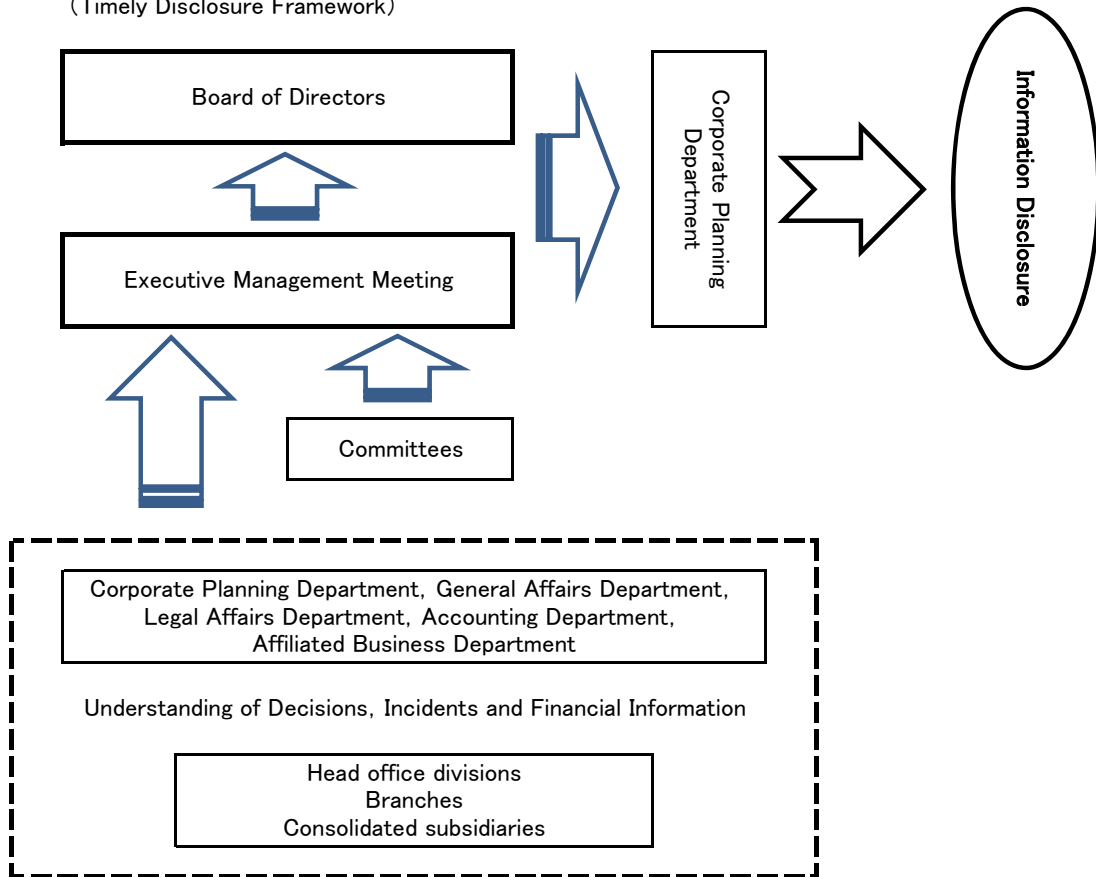 （Timely Disclosure Framework）
Board of Directors
Corporate Planning
Department
Information Disclosure
Executive Management Meeting
Committees
Corporate Planning Department, General Affairs Department,
Legal Affairs Department, Accounting Department,
Affiliated Business Department
Understanding of Decisions, Incidents and Financial Information
Head office divisions
Branches
Consolidated subsidiaries